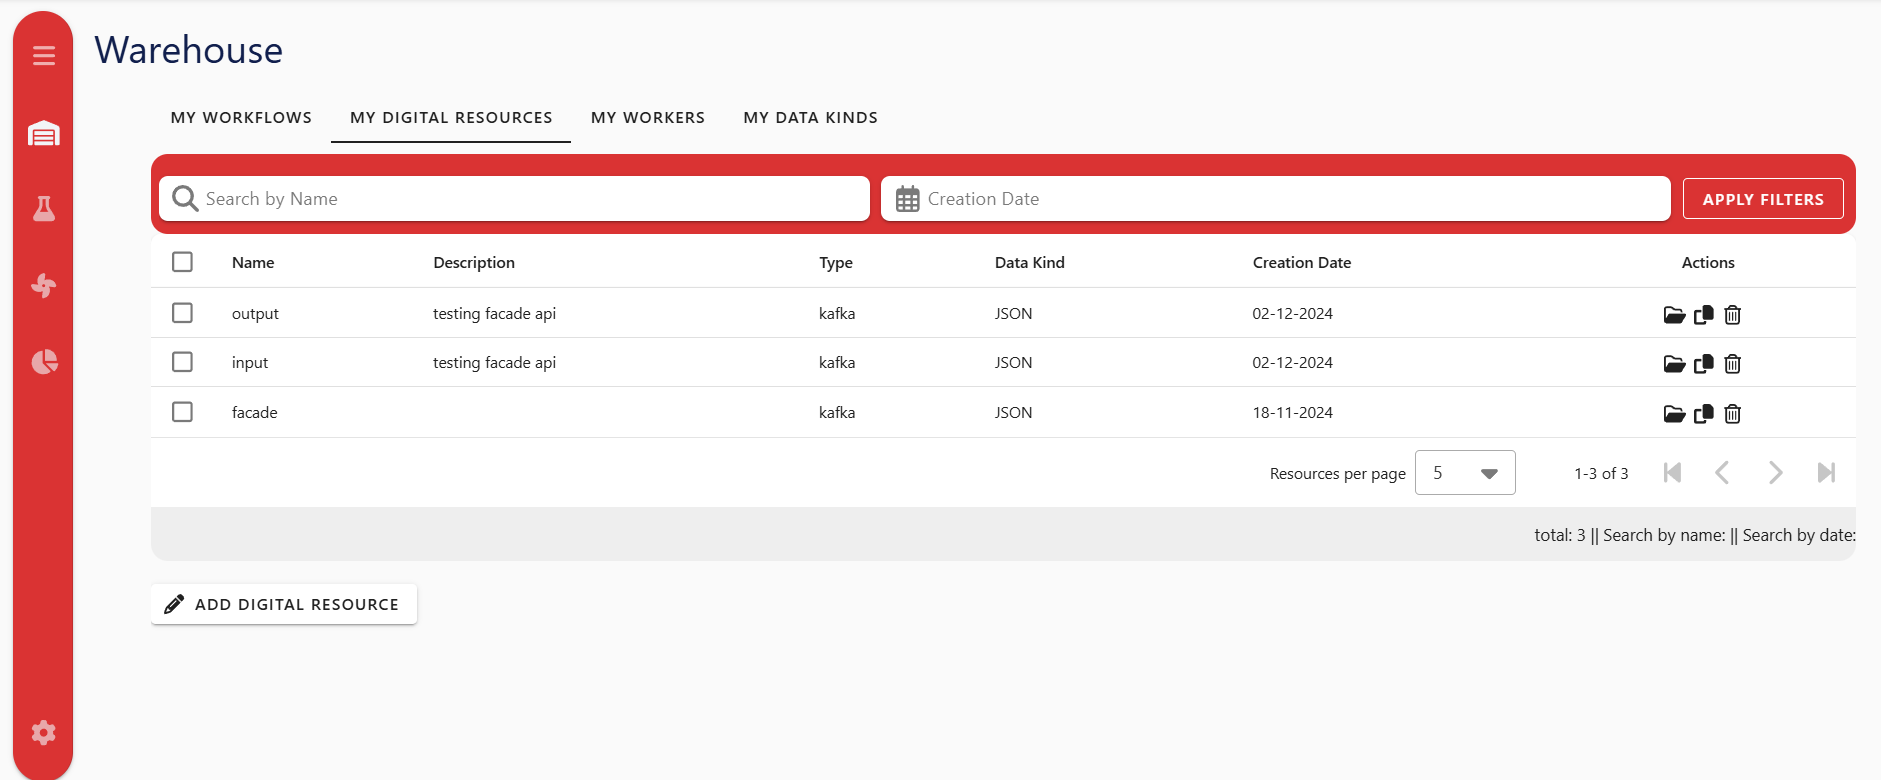 Warehouse
MY WORKFLOWS MY DIGITAL RESOURCES MY WORKERS MY DATA KINDS
Search by Name Creation Date APPLY FILTERS
Name Description Type Data Kind Creation Date Actions
output testing facade api kafka JSON 02-12-2024
input testing facade api kafka JSON 02-12-2024
facade kafka JSON 18-11-2024
Resources per page 5 1-3 of 3
total: 3 || Search by name: || Search by date:
ADD DIGITAL RESOURCE